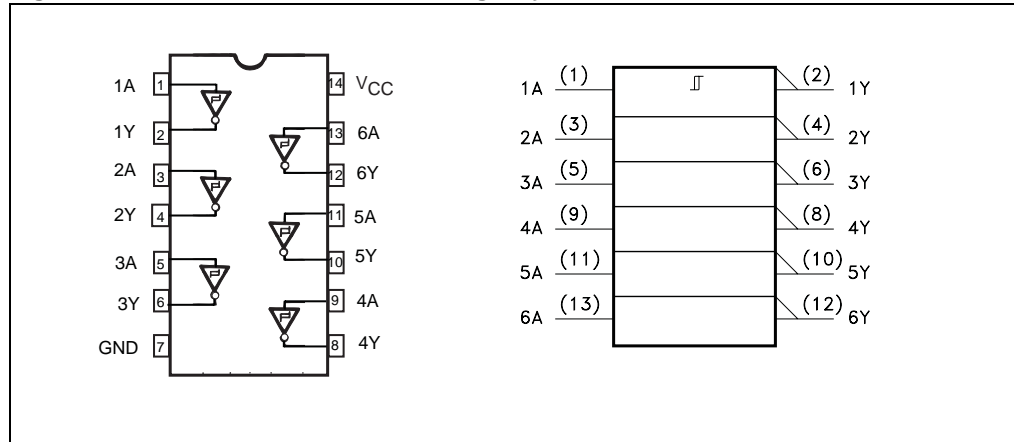 1A 1
1Y 2
2A 3
2Y 4
3A 5
3Y 6
GND 7
14 VCC
13 6A
12 6Y
11 5A
10 5Y
9 4A
8 4Y
1A (1) (2) 1Y
2A (3) (4) 2Y
3A (5) (6) 3Y
4A (9) (8) 4Y
5A (11) (10) 5Y
6A (13) (12) 6Y